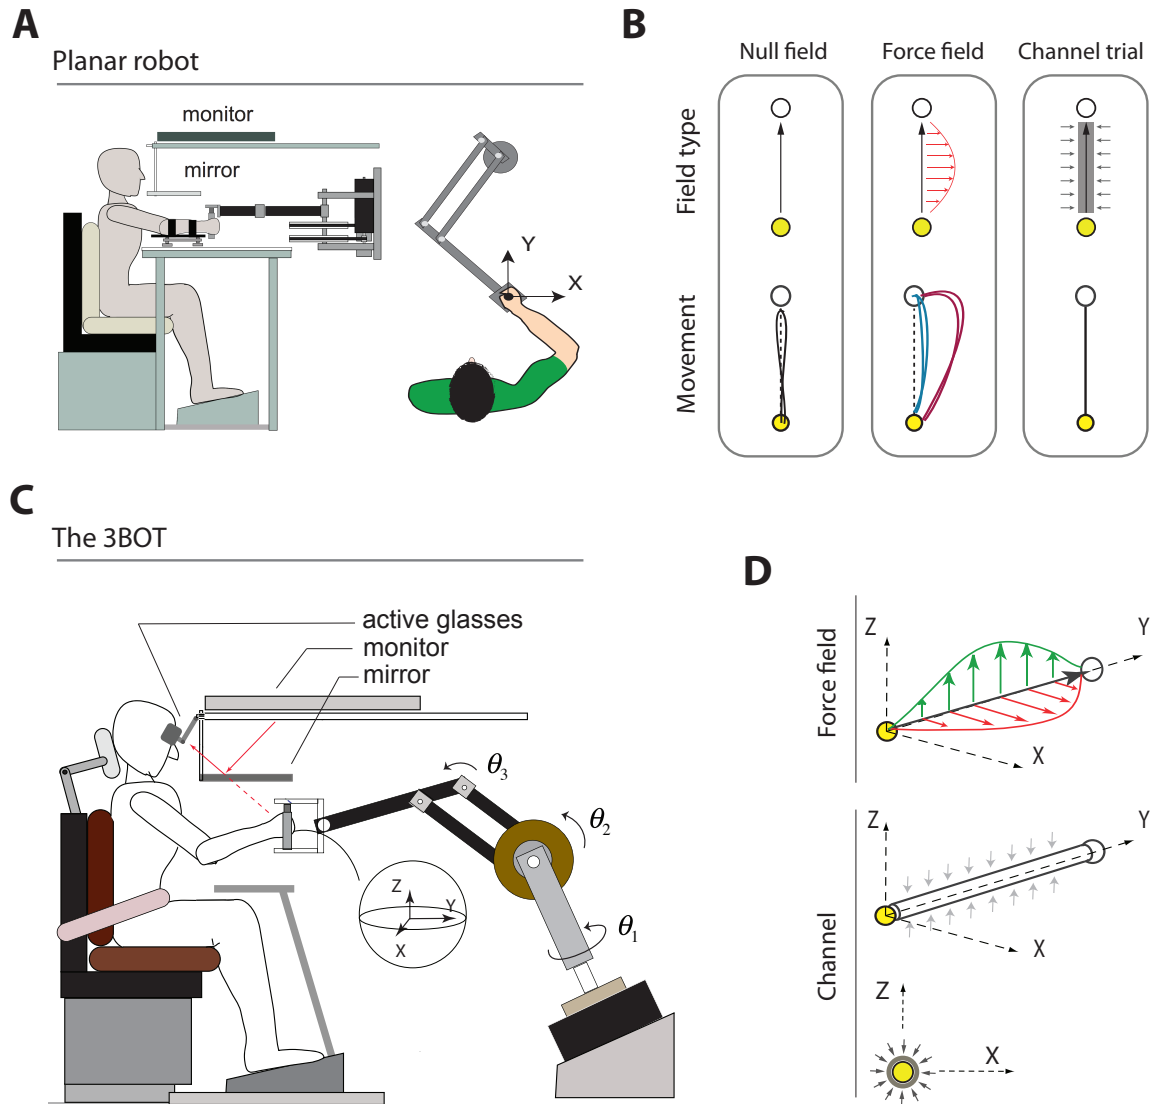 A
Planar robot
monitor
mirror
Y
X
B
Null field
Force field
Channel trial
Field type
Movement
C
The 3BOT
active glasses
monitor
mirror
θ3
θ2
θ1
Z
Y
X
D
Force field
Z
Y
X
Channel
Z
Y
X
Z
X